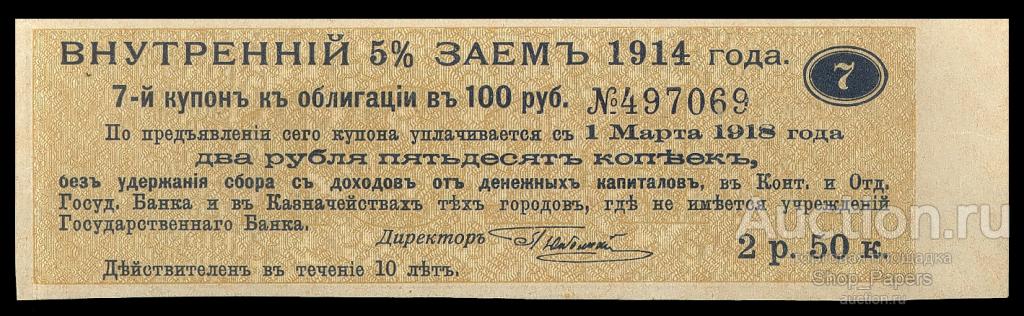 ВНУТРЕННІЙ 5% ЗАЕМЪ 1914 года.
7
7-й купонъ къ облигаціи въ 100 руб. №497069
По предъявленіи сего купона уплачивается съ 1 Марта 1918 года
два рубля пятьдесятъ копѣекъ,
безъ удержанія сбора съ доходовъ отъ денежныхъ капиталовъ, въ Конт. и Отд.
Госуд. Банка и въ Казначействахъ тѣхъ городовъ, гдѣ не имѣется учрежденій
Государственнаго Банка.
Директоръ
2 р. 50 к.
Дѣйствителенъ въ теченіе 10 лѣтъ.
Auction.ru
Shop_Papers
auction.ru